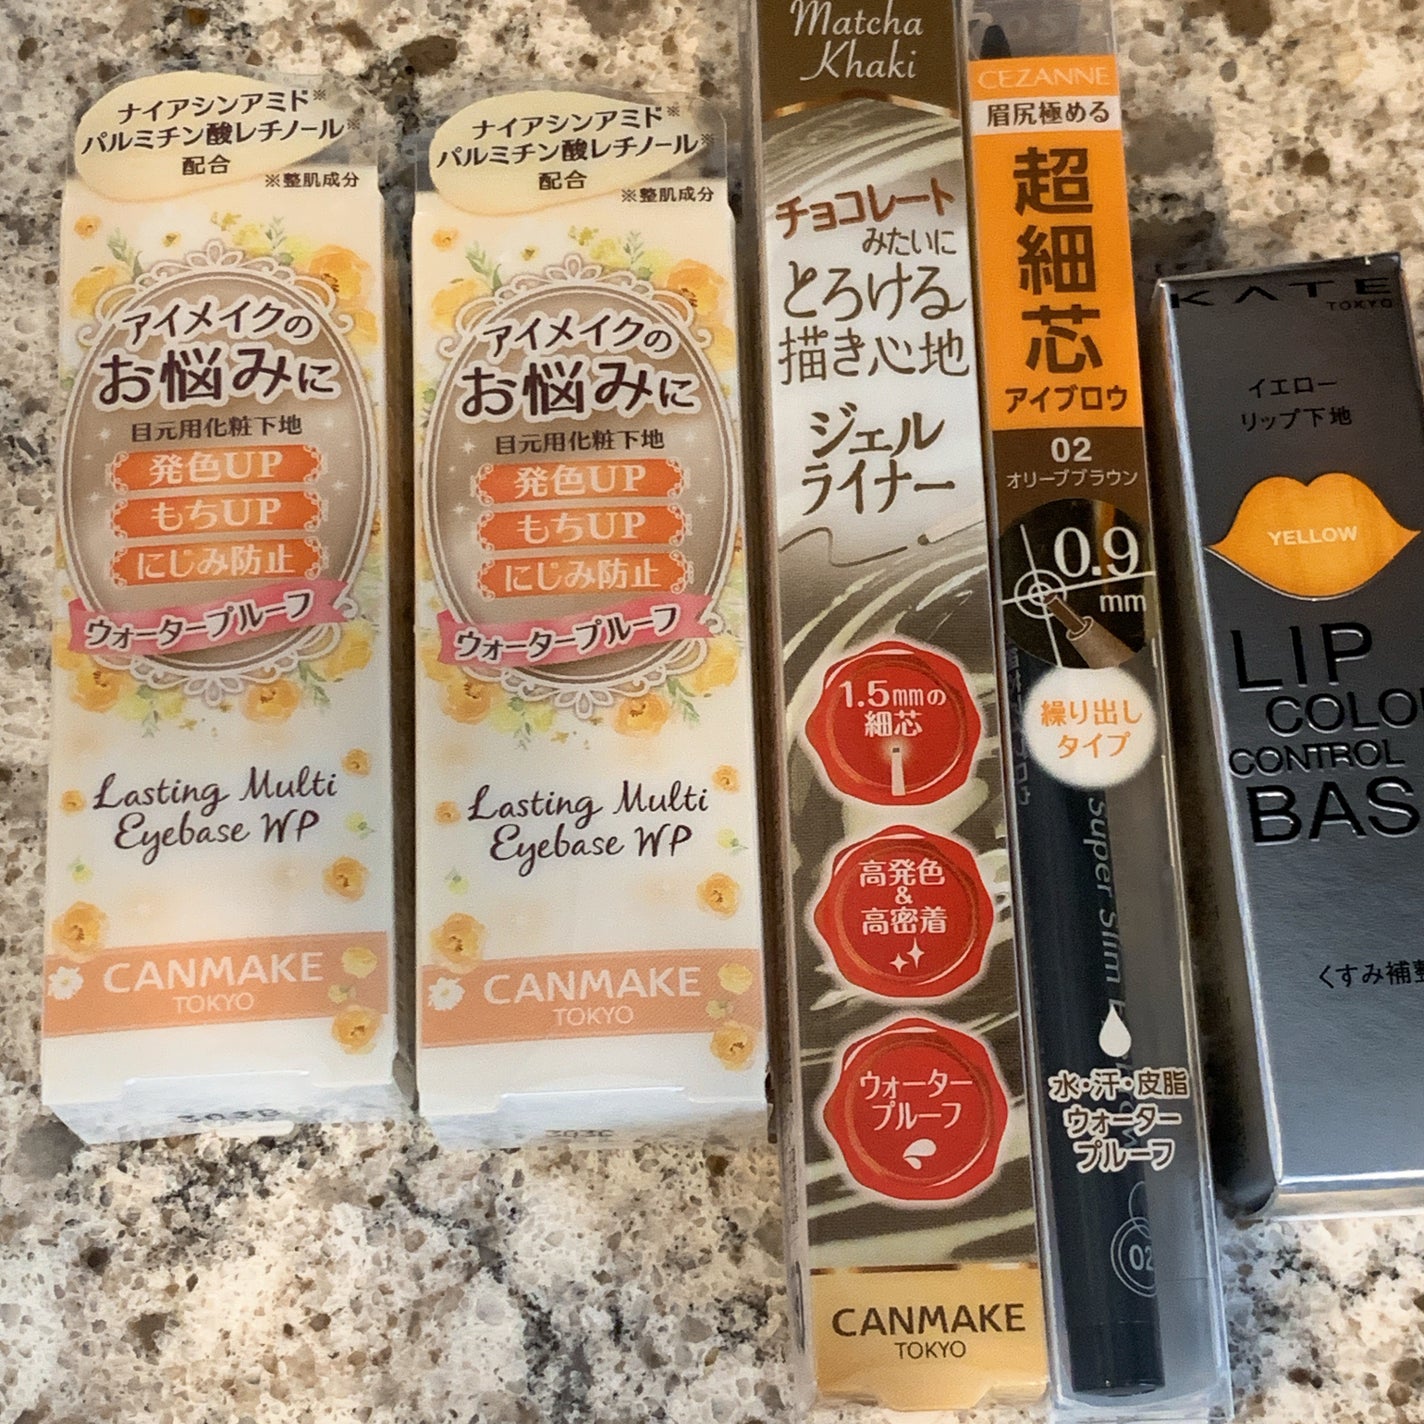 ナイアシンアミド※
パルミチン酸レチノール※
配合
※整肌成分
アイメイクの
お悩みに
目元用化粧下地
発色UP
もちUP
にじみ防止
ウォータープルーフ
Lasting Multi
Eyebase WP
CANMAKE
TOKYO
ナイアシンアミド※
パルミチン酸レチノール※
配合
※整肌成分
アイメイクの
お悩みに
目元用化粧下地
発色UP
もちUP
にじみ防止
ウォータープルーフ
Lasting Multi
Eyebase WP
CANMAKE
TOKYO
Matcha
Khaki
チョコレート
みたいに
とろける
描き心地
ジェル
ライナー
1.5mmの
細芯
高発色
&
高密着
ウォーター
プルーフ
CANMAKE
TOKYO
CEZANNE
眉尻極める
超
細
芯
アイブロウ
02
オリーブブラウン
0.9
mm
繰り出し
タイプ
Super Slim
水・汗・皮脂
ウォーター
プルーフ
02
KATE
TOKYO
イエロー
リップ下地
YELLOW
LIP
COLO
CONTROL
BAS
くすみ補整